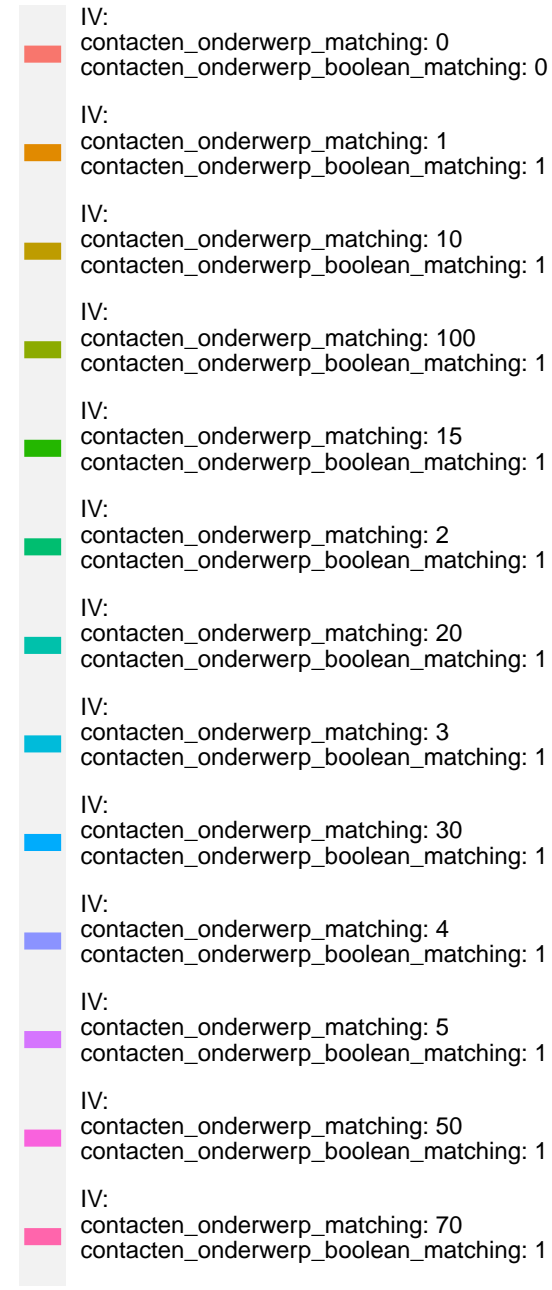 IV:
contacten_onderwerp_matching: 0
contacten_onderwerp_boolean_matching: 0
IV:
contacten_onderwerp_matching: 1
contacten_onderwerp_boolean_matching: 1
IV:
contacten_onderwerp_matching: 10
contacten_onderwerp_boolean_matching: 1
IV:
contacten_onderwerp_matching: 100
contacten_onderwerp_boolean_matching: 1
IV:
contacten_onderwerp_matching: 15
contacten_onderwerp_boolean_matching: 1
IV:
contacten_onderwerp_matching: 2
contacten_onderwerp_boolean_matching: 1
IV:
contacten_onderwerp_matching: 20
contacten_onderwerp_boolean_matching: 1
IV:
contacten_onderwerp_matching: 3
contacten_onderwerp_boolean_matching: 1
IV:
contacten_onderwerp_matching: 30
contacten_onderwerp_boolean_matching: 1
IV:
contacten_onderwerp_matching: 4
contacten_onderwerp_boolean_matching: 1
IV:
contacten_onderwerp_matching: 5
contacten_onderwerp_boolean_matching: 1
IV:
contacten_onderwerp_matching: 50
contacten_onderwerp_boolean_matching: 1
IV:
contacten_onderwerp_matching: 70
contacten_onderwerp_boolean_matching: 1